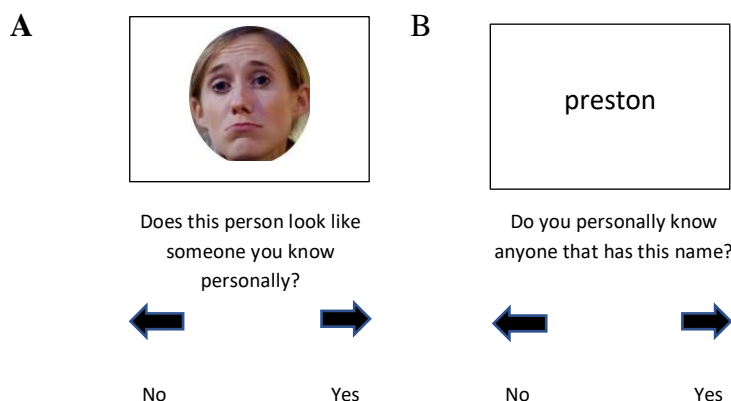 A
Does this person look like
someone you know
personally?
No Yes
B
preston
Do you personally know
anyone that has this name?
No Yes